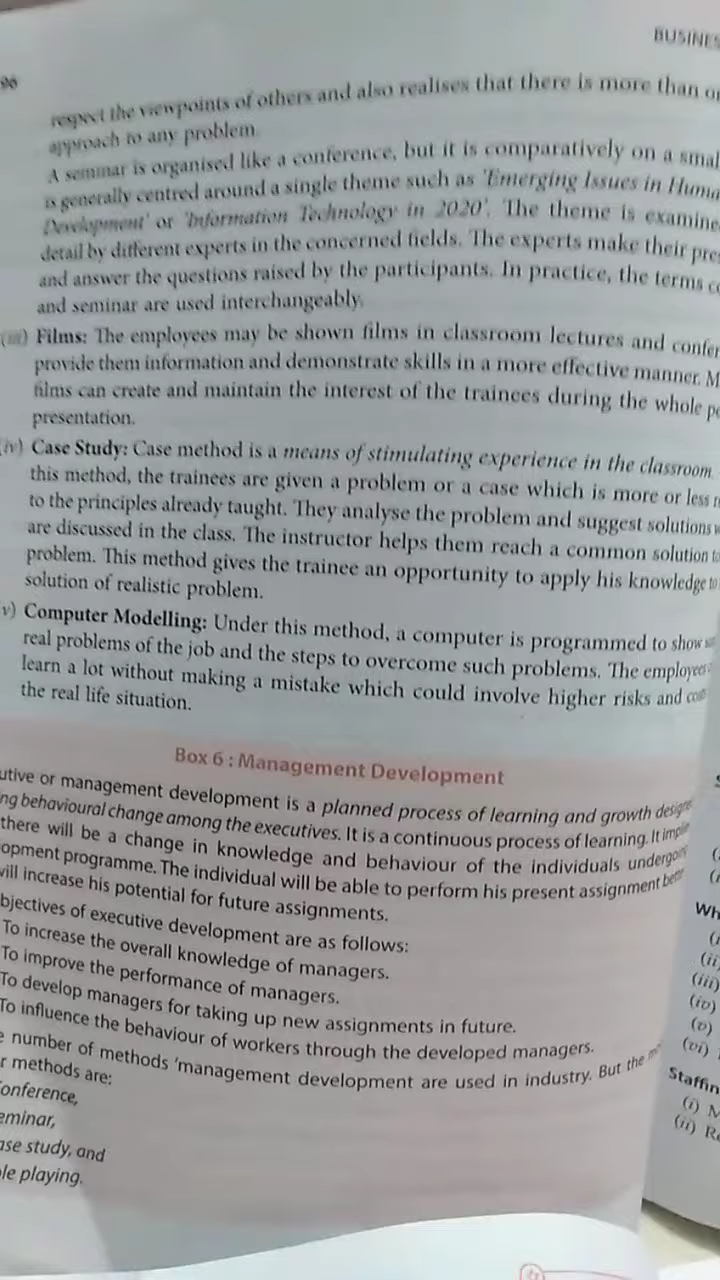 BUSINES
96
respect the viewpoints of others and also realises that there is more than
approach to any problem.
A seminar is organised like a conference, but it is comparatively on a smal
is generally centred around a single theme such as 'Emerging Issues in Huma
Development' or 'Information Technology in 2020'. The theme is examine
detail by different experts in the concerned fields. The experts make their pre
and answer the questions raised by the participants. In practice, the terms c
and seminar are used interchangeably.
(iii) Films: The employees may be shown films in classroom lectures and confer
provide them information and demonstrate skills in a more effective manner. M
films can create and maintain the interest of the trainees during the whole p
presentation.
(iv) Case Study: Case method is a means of stimulating experience in the classroom.
this method, the trainees are given a problem or a case which is more or less r
to the principles already taught. They analyse the problem and suggest solutions w
are discussed in the class. The instructor helps them reach a common solution to
problem. This method gives the trainee an opportunity to apply his knowledge to
solution of realistic problem.
v) Computer Modelling: Under this method, a computer is programmed to show
real problems of the job and the steps to overcome such problems. The employees
learn a lot without making a mistake which could involve higher risks and
the real life situation.
Box 6 : Management Development
utive or management development is a planned process of learning and growth
ng behavioural change among the executives. It is a continuous process of learning. It
there will be a change in knowledge and behaviour of the individuals
opment programme. The individual will be able to perform his present assignment
will increase his potential for future assignments.
bjectives of executive development are as follows:
To increase the overall knowledge of managers.
To improve the performance of managers.
To develop managers for taking up new assignments in future.
To influence the behaviour of workers through the developed managers.
e number of methods 'management development are used in industry. But the
r methods are:
onference,
eminar,
ase study, and
le playing.
Wh
(ii)
(iii)
(iv)
(v)
(vi)
Staffin
(i) M
(ii) Re